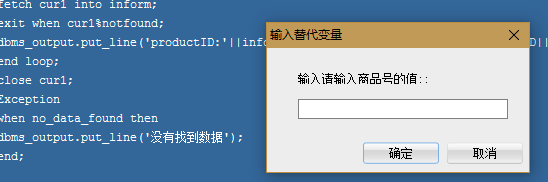 fetch cur1 into inform;
exit when cur1%notfound;
dbms_output.put_line('productID:'||info
D||
end loop;
close cur1;
Exception
when no_data_found then
dbms_output.put_line('没有找到数据');
end;
输入替代变量
输入请输入商品号的值::
确定
取消